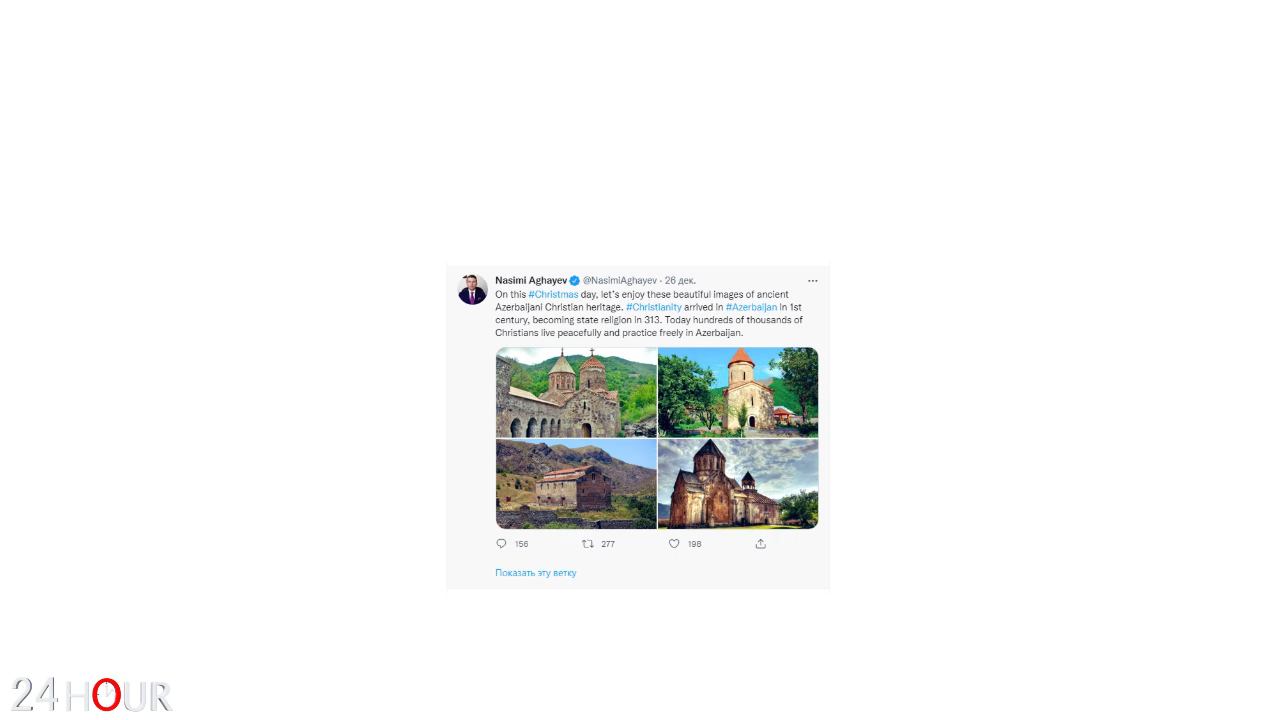 Nasimi Aghayev @NasimiAghayev · 26 дек.
On this #Christmas day, let's enjoy these beautiful images of ancient
Azerbaijani Christian heritage. #Christianity arrived in #Azerbaijan in 1st
century, becoming state religion in 313. Today hundreds of thousands of
Christians live peacefully and practice freely in Azerbaijan.
156 277 198
Показать эту ветку
24 HOUR